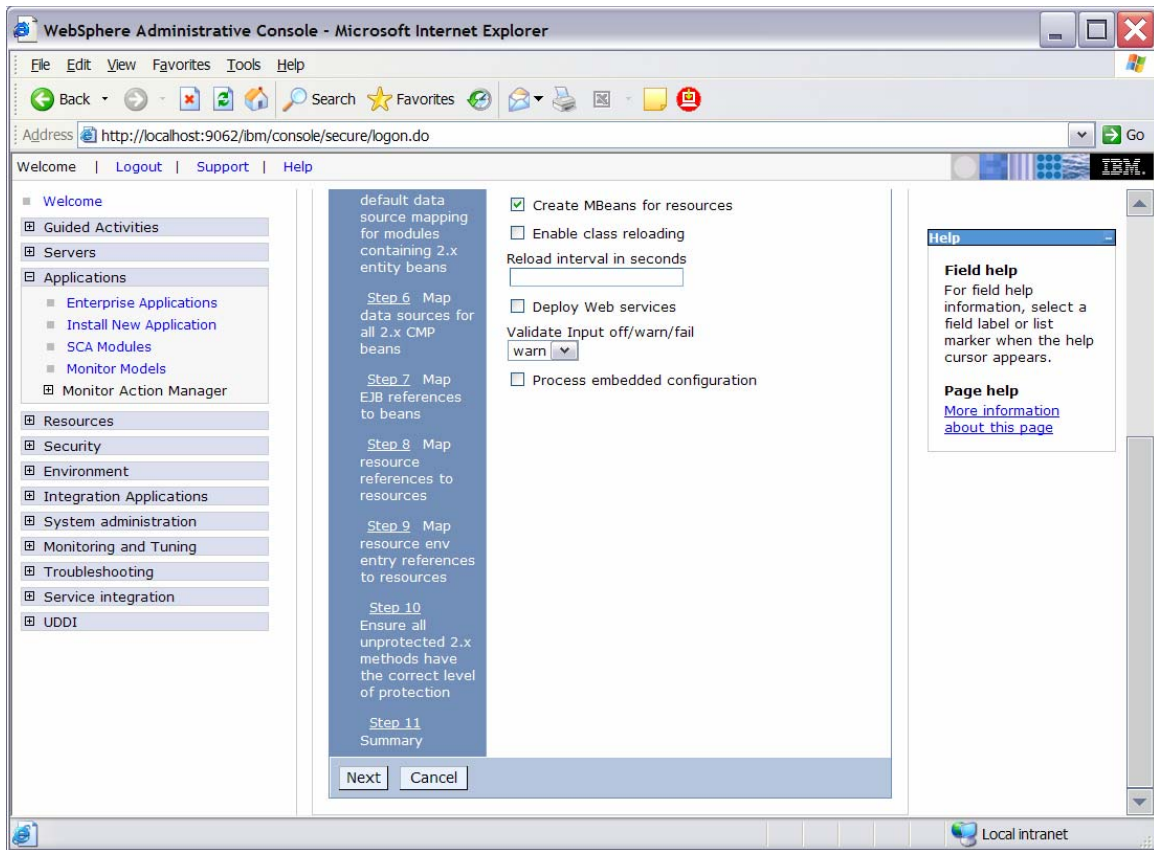 WebSphere Administrative Console - Microsoft Internet Explorer
File Edit View Favorites Tools Help
Back Search Favorites
Address http://localhost:9062/ibm/console/secure/logon.do Go
Welcome | Logout | Support | Help IBM.
Welcome
Guided Activities
Servers
Applications
Enterprise Applications
Install New Application
SCA Modules
Monitor Models
Monitor Action Manager
Resources
Security
Environment
Integration Applications
System administration
Monitoring and Tuning
Troubleshooting
Service integration
UDDI
default data
source mapping
for modules
containing 2.x
entity beans
Step 6 Map
data sources for
all 2.x CMP
beans
Step 7 Map
EJB references
to beans
Step 8 Map
resource
references to
resources
Step 9 Map
resource env
entry references
to resources
Step 10
Ensure all
unprotected 2.x
methods have
the correct level
of protection
Step 11
Summary
Create MBeans for resources
Enable class reloading
Reload interval in seconds
Deploy Web services
Validate Input off/warn/fail
warn
Process embedded configuration
Next Cancel
Help
Field help
For field help
information, select a
field label or list
marker when the help
cursor appears.
Page help
More information
about this page
Local intranet